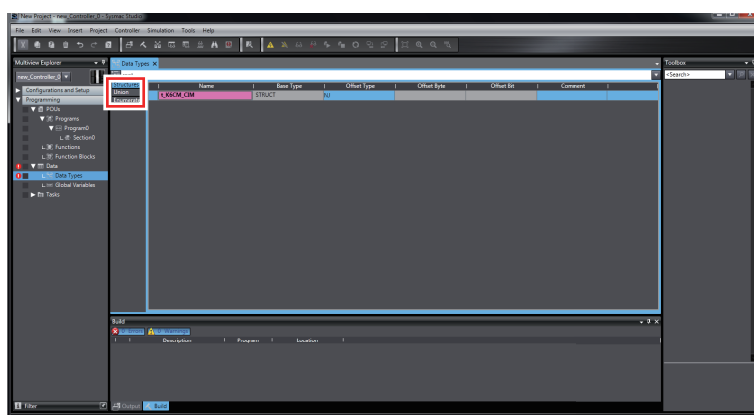 New Project - new_Controller_0 - Sysmac Studio
File Edit View Insert Project Controller Simulation Tools Help
Multiview Explorer
new_Controller_0
Configurations and Setup
Programming
POUs
Programs
Program0
Section0
Functions
Function Blocks
Data
Data Types
Global Variables
Tasks
Filter
Data Types
Structures
Union
Name Base Type Offset Type Offset Byte Offset Bit Comment
t_K6CM_CIM STRUCT NJ
Build
Errors 0 Warnings
Description Program Location
Output Build
Toolbox
<Search>